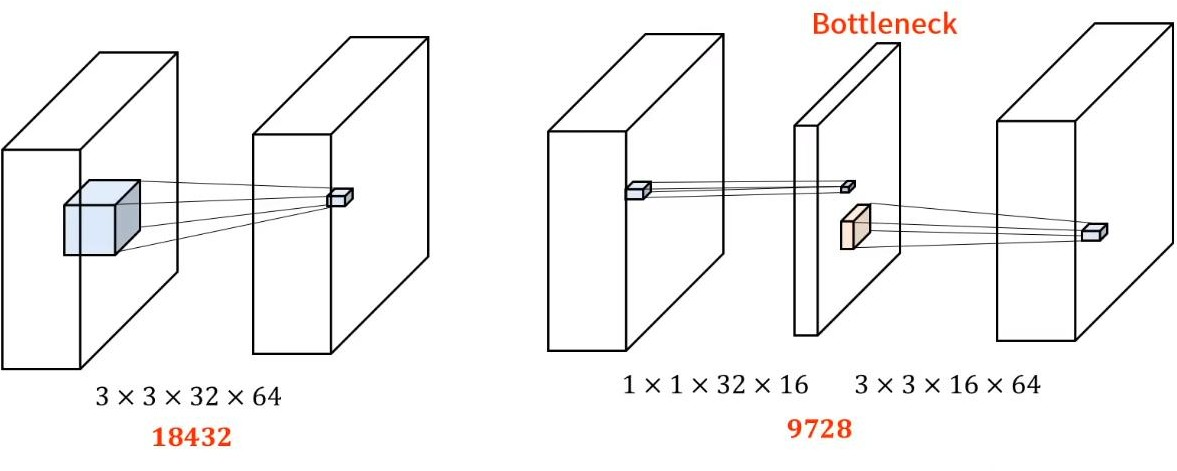 Bottleneck
3 × 3 × 32 × 64
18432
1 × 1 × 32 × 16
3 × 3 × 16 × 64
9728